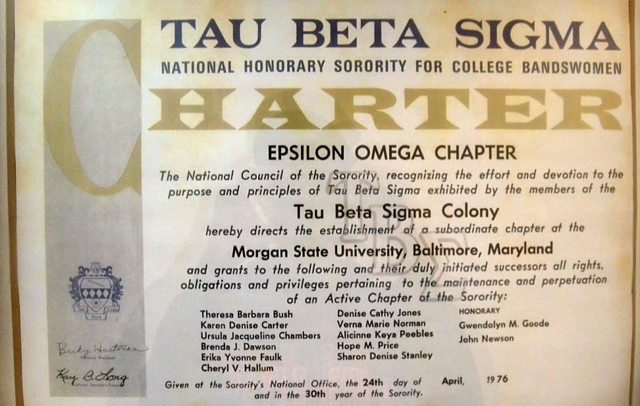 TAU BETA SIGMA
NATIONAL HONORARY SORORITY FOR COLLEGE BANDSWOMEN
CHARTER
EPSILON OMEGA CHAPTER
The National Council of the Sorority, recognizing the effort and devotion to the
purpose and principles of Tau Beta Sigma exhibited by the members of the
Tau Beta Sigma Colony
hereby directs the establishment of a subordinate chapter at the
Morgan State University, Baltimore, Maryland
and grants to the following and their duly initiated successors all rights,
obligations and privileges pertaining to the maintenance and perpetuation
of an Active Chapter of the Sorority:
Theresa Barbara Bush
Karen Denise Carter
Ursula Jacqueline Chambers
Brenda J. Dawson
Erika Yvonne Faulk
Cheryl V. Hallum
Denise Cathy Jones
Verna Marie Norman
Alicinne Keya Peebles
Hope M. Price
Sharon Denise Stanley
HONORARY
Gwendolyn M. Goode
John Newson
Kay B. Long
Given at the Sorority's National Office, the 24th day of April, 1976
and in the 30th year of the Sorority.